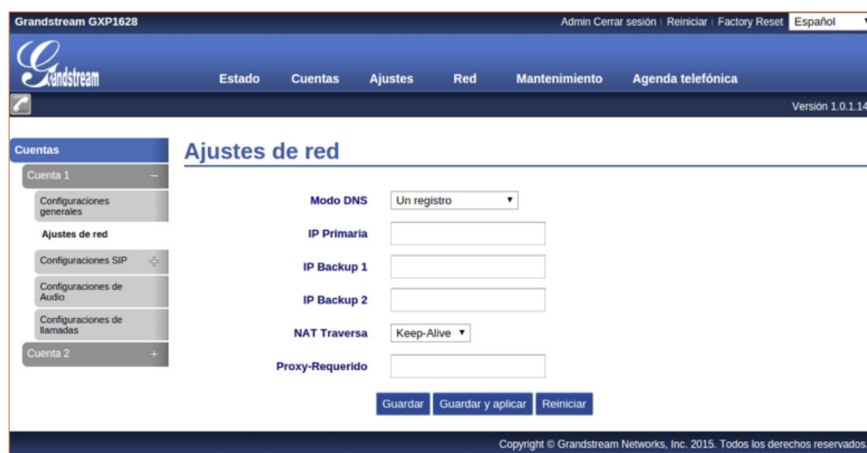 Grandstream GXP1628
Admin Cerrar sesión | Reiniciar | Factory Reset Español
Grandstream
Estado Cuentas Ajustes Red Mantenimiento Agenda telefónica
Versión 1.0.1.14
Cuentas
Cuenta 1 −
Configuraciones generales
Ajustes de red
Configuraciones SIP
Configuraciones de Audio
Configuraciones de llamadas
Cuenta 2 +
Ajustes de red
Modo DNS Un registro
IP Primaria
IP Backup 1
IP Backup 2
NAT Traversa Keep-Alive
Proxy-Requerido
Guardar Guardar y aplicar Reiniciar
Copyright © Grandstream Networks, Inc. 2015. Todos los derechos reservados.